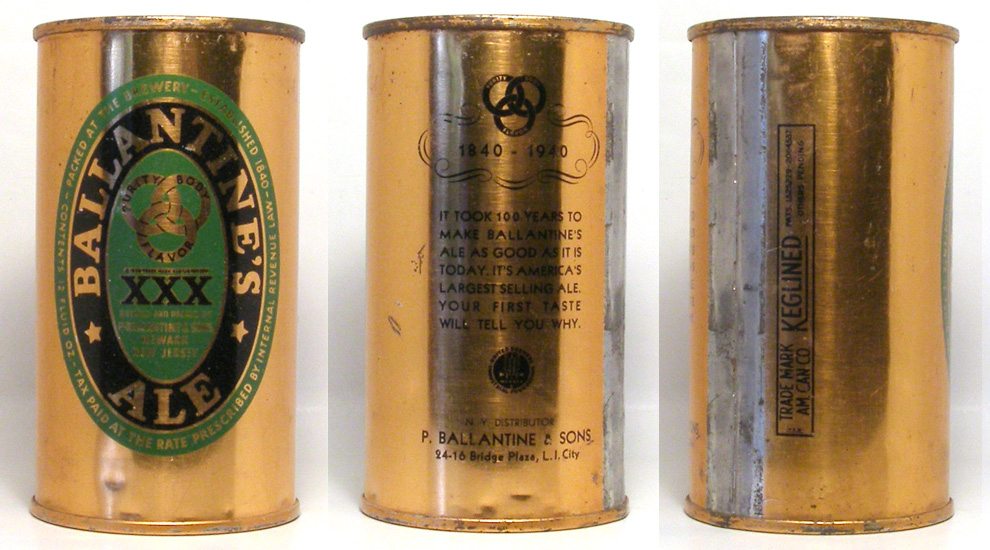 PACKED AT THE BREWERY - ESTABLISHED 1840 - LAW
CONTENTS 12 FLUID OZ - TAX PAID AT THE RATE PRESCRIBED BY INTERNAL REVENUE LAW
BALLANTINE'S
PURITY BODY
FLAVOR
XXX
P. BALLANTINE & SONS
NEWARK
NEW JERSEY
ALE
1840 - 1940
IT TOOK 100 YEARS TO
MAKE BALLANTINE'S
ALE AS GOOD AS IT IS
TODAY. IT'S AMERICA'S
LARGEST SELLING ALE.
YOUR FIRST TASTE
WILL TELL YOU WHY.
N. Y. DISTRIBUTOR
P. BALLANTINE & SONS
24-16 Bridge Plaza, L. I. City
TRADE MARK KEGLINED
AM CAN CO.
OTHERS PENDING